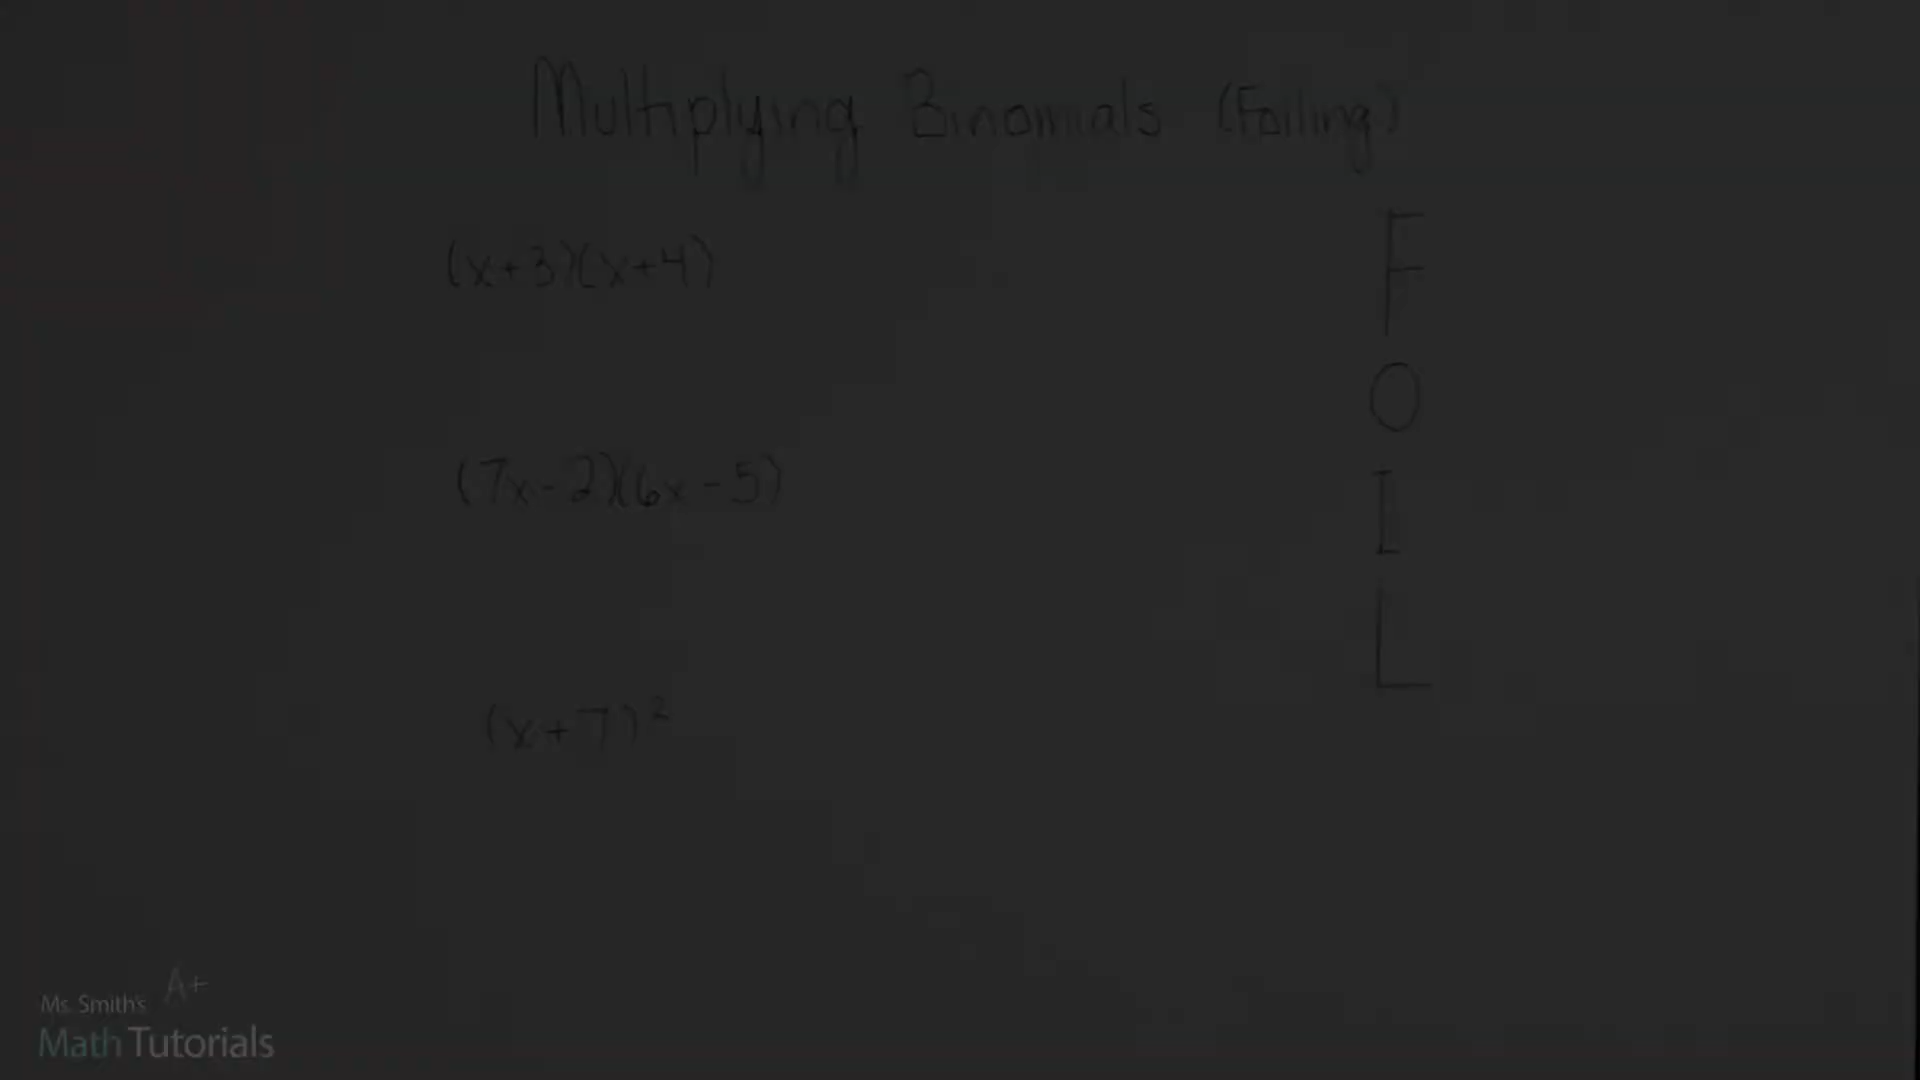 Multiplying Binomials (Foiling)
(x+3)(x+4)
(7x-2)(6x-5)
(x+7)²
F
O
I
L
A+
Ms. Smith's
Math Tutorials